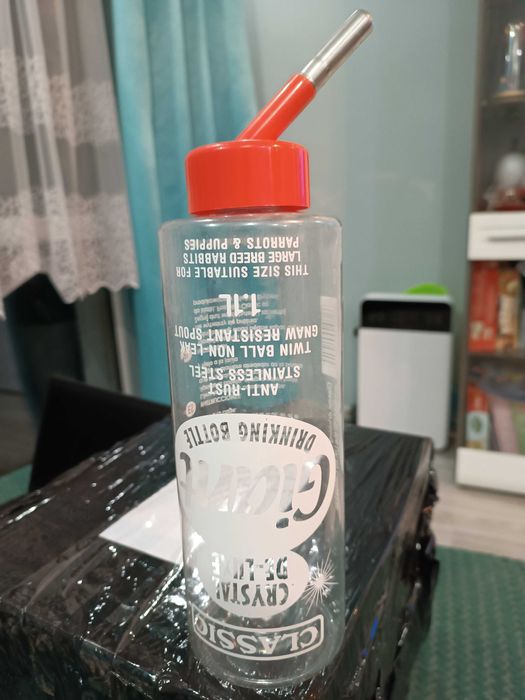 CLASSIC
CRYSTAL
DE-LUXE
Giant
DRINKING BOTTLE
ANTI-RUST
STAINLESS STEEL
TWIN BALL NON-LEAK
GNAW RESISTANT SPOUT
1.1L
THIS SIZE SUITABLE FOR
LARGE BREED RABBITS
PARROTS & PUPPIES